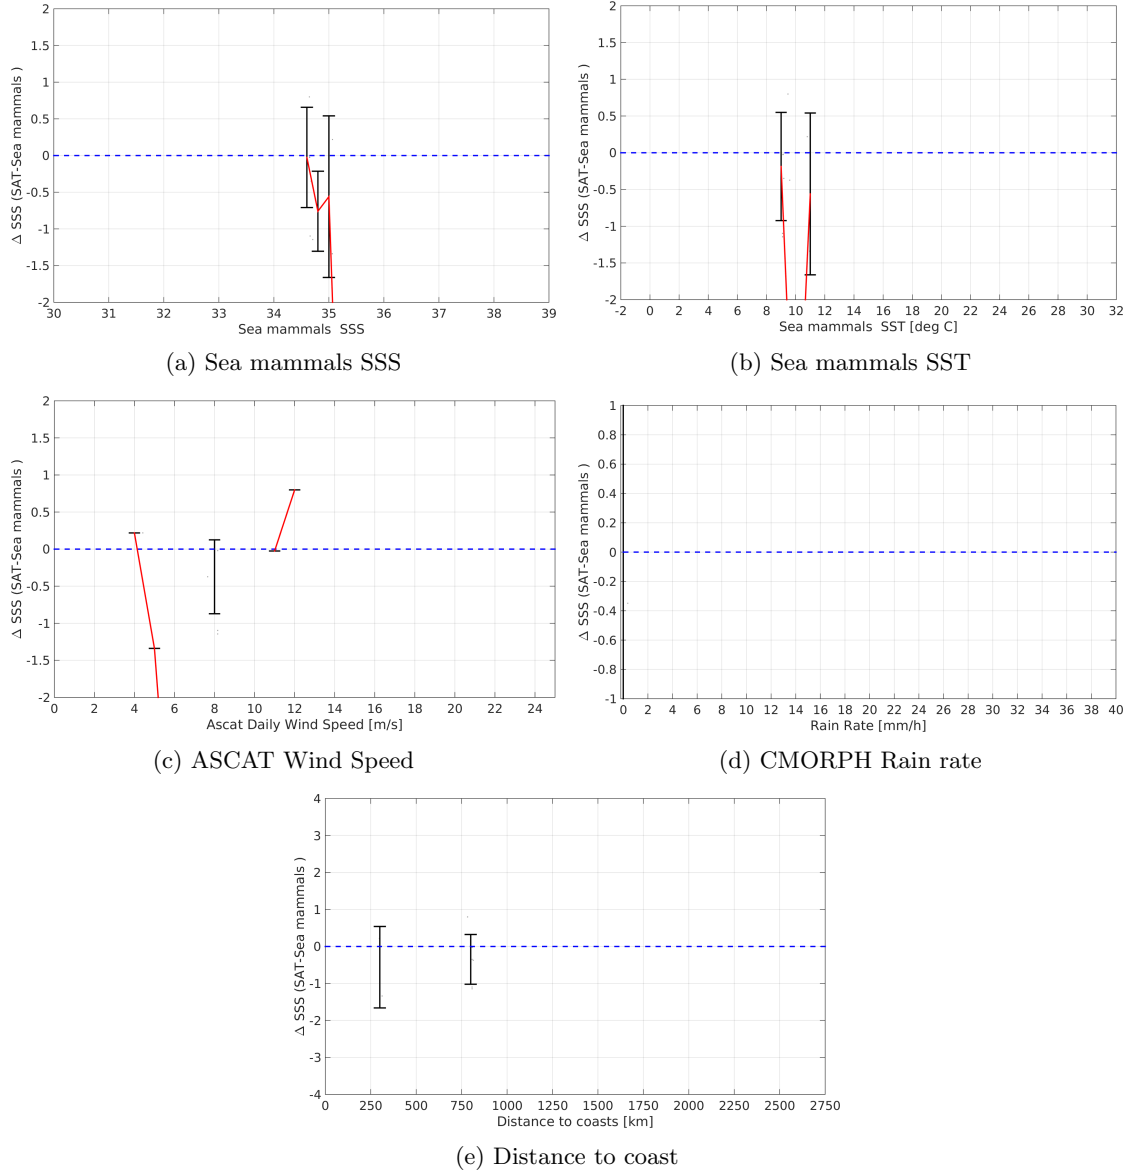 2
1.5
1
0.5
0
-0.5
-1
-1.5
-2
30 31 32 33 34 35 36 37 38 39
Δ SSS (SAT-Sea mammals )
Sea mammals  SSS
(a) Sea mammals SSS
2
1.5
1
0.5
0
-0.5
-1
-1.5
-2
-2 0 2 4 6 8 10 12 14 16 18 20 22 24 26 28 30 32
Δ SSS (SAT-Sea mammals )
Sea mammals  SST [deg C]
(b) Sea mammals SST
2
1.5
1
0.5
0
-0.5
-1
-1.5
-2
0 2 4 6 8 10 12 14 16 18 20 22 24
Δ SSS (SAT-Sea mammals )
Ascat Daily Wind Speed [m/s]
(c) ASCAT Wind Speed
1
0.8
0.6
0.4
0.2
0
-0.2
-0.4
-0.6
-0.8
-1
0 2 4 6 8 10 12 14 16 18 20 22 24 26 28 30 32 34 36 38 40
Δ SSS (SAT-Sea mammals )
Rain Rate [mm/h]
(d) CMORPH Rain rate
4
3
2
1
0
-1
-2
-3
-4
0 250 500 750 1000 1250 1500 1750 2000 2250 2500 2750
Δ SSS (SAT-Sea mammals )
Distance to coasts [km]
(e) Distance to coast